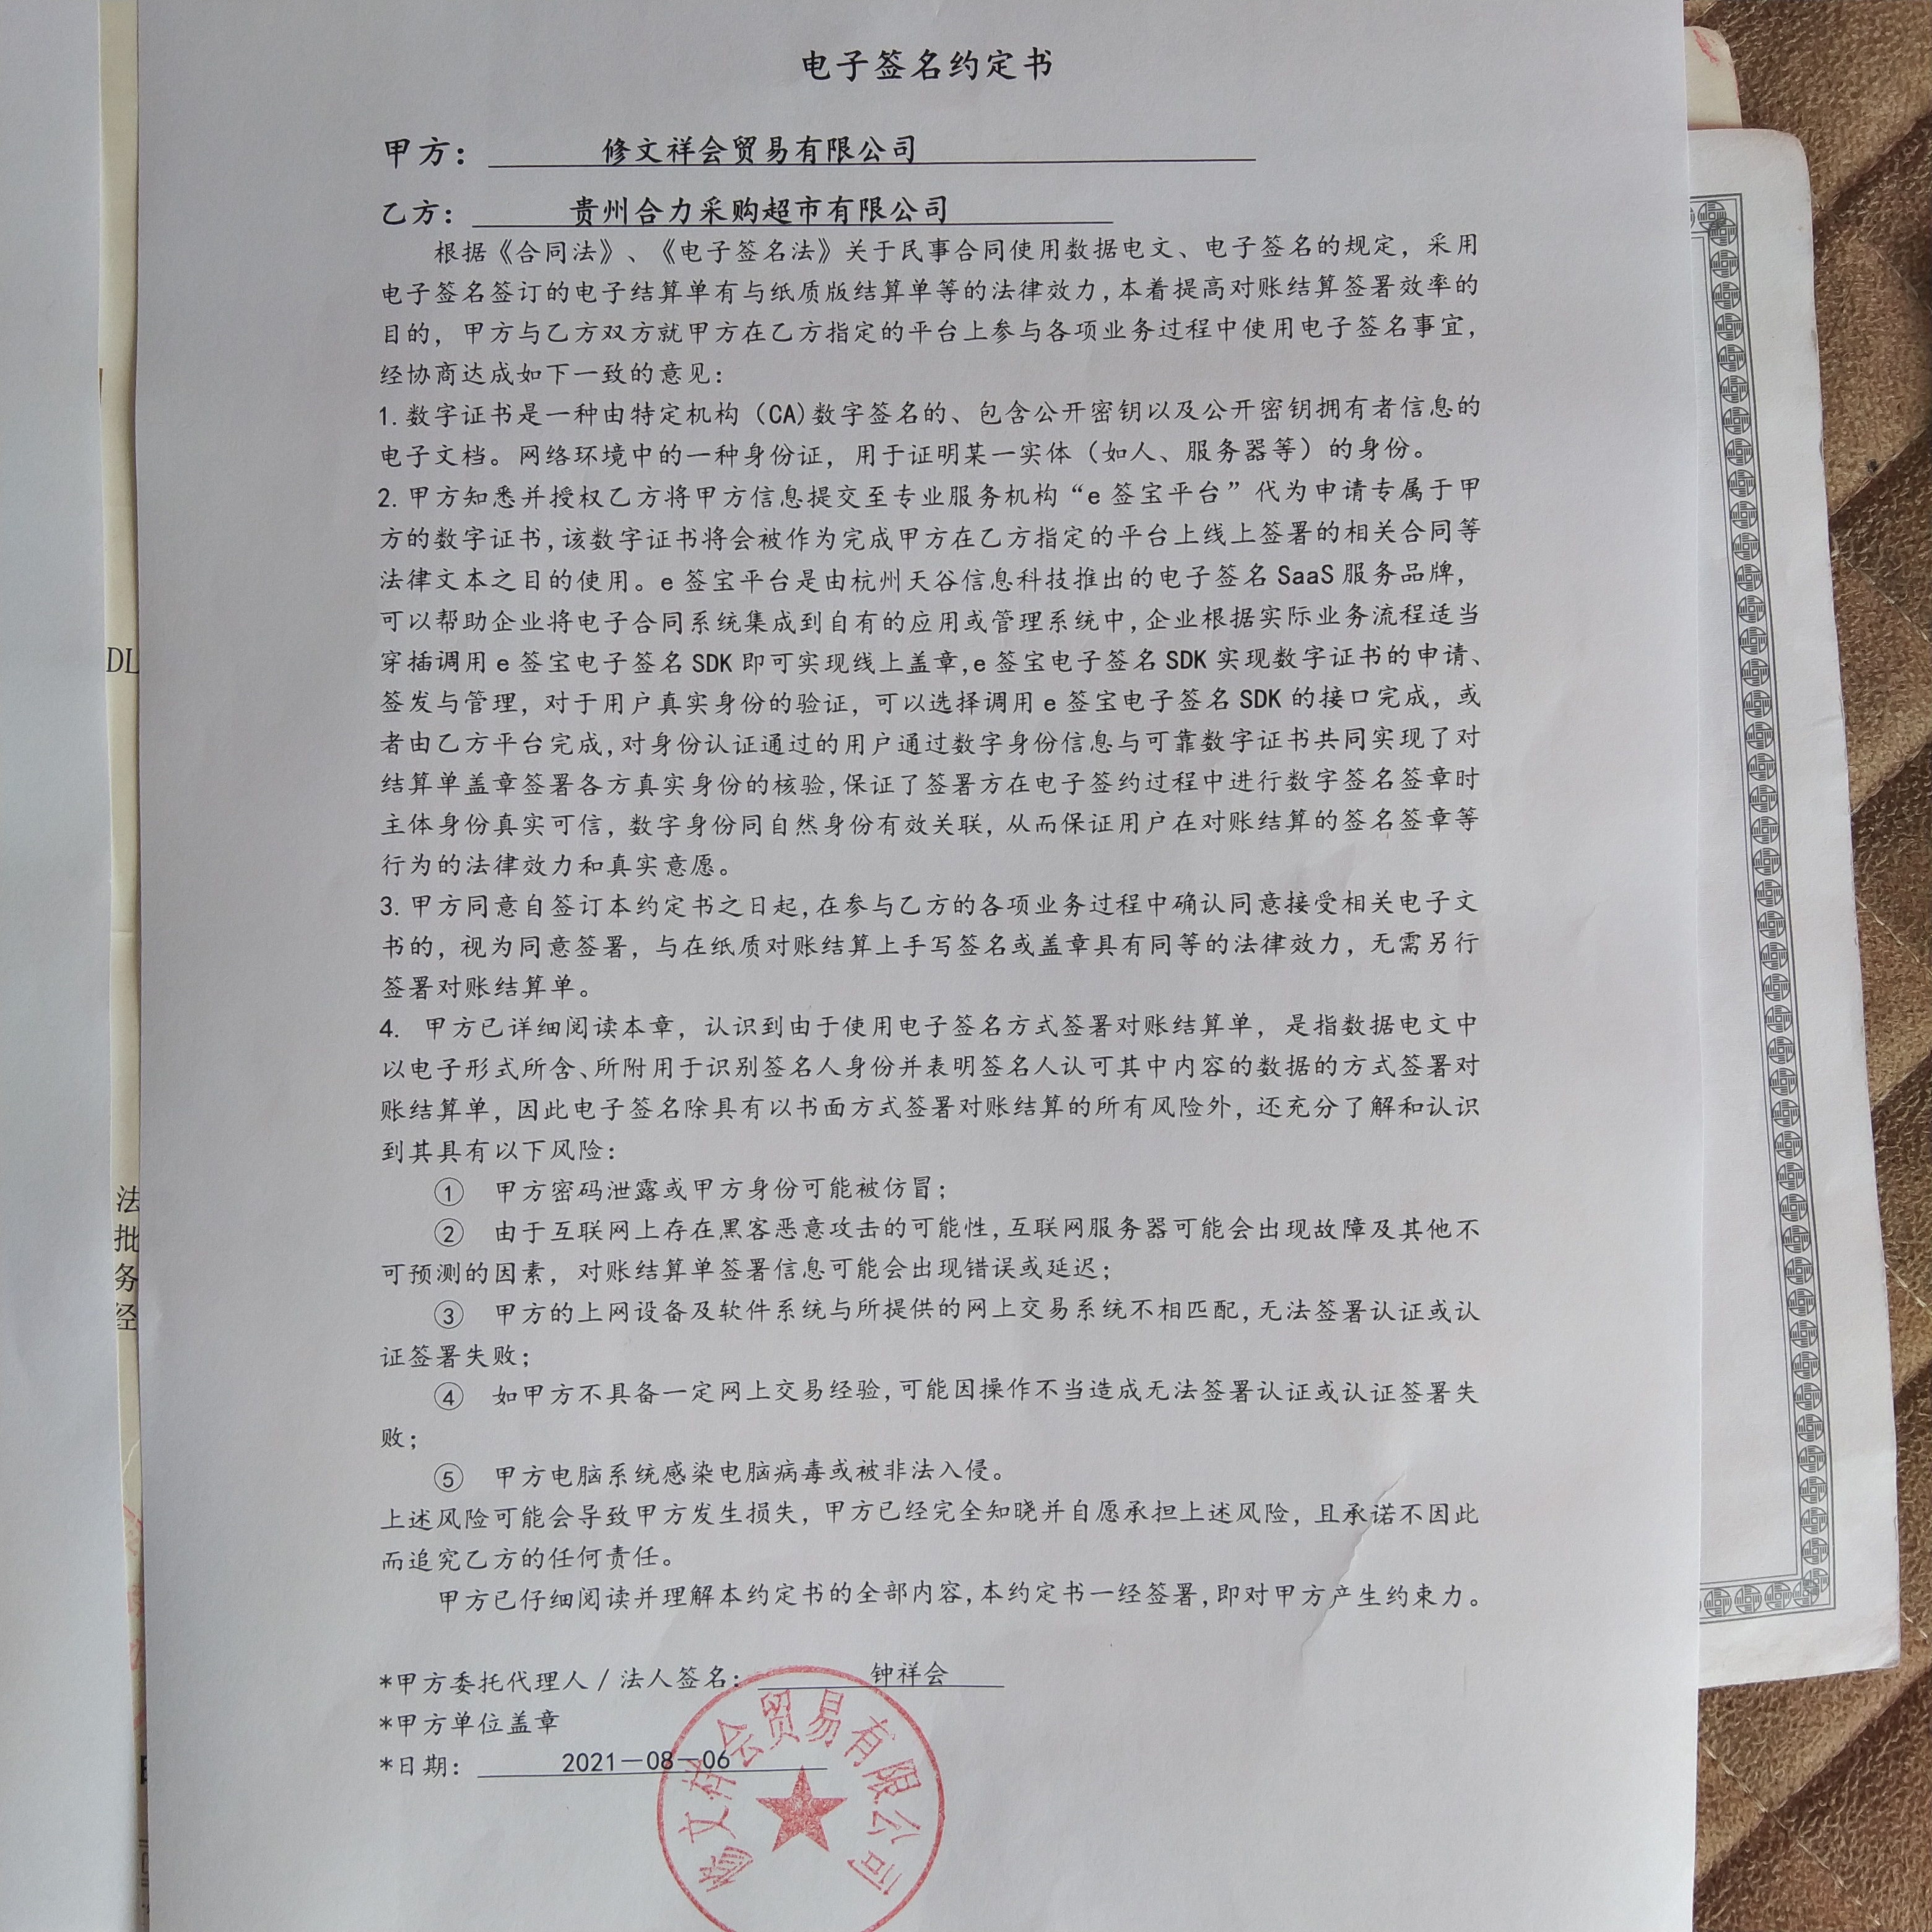 电子签名约定书
甲方：修文祥会贸易有限公司
乙方：贵州合力采购超市有限公司
根据《合同法》、《电子签名法》关于民事合同使用数据电文、电子签名的规定，采用
电子签名签订的电子结算单有与纸质版结算单等的法律效力，本着提高对账结算签署效率的
目的，甲方与乙方双方就甲方在乙方指定的平台上参与各项业务过程中使用电子签名事宜，
经协商达成如下一致的意见：
1.数字证书是一种由特定机构（CA)数字签名的、包含公开密钥以及公开密钥拥有者信息的
电子文档。网络环境中的一种身份证，用于证明某一实体（如人、服务器等）的身份。
2.甲方知悉并授权乙方将甲方信息提交至专业服务机构“e 签宝平台”代为申请专属于甲
方的数字证书，该数字证书将会被作为完成甲方在乙方指定的平台上线上签署的相关合同等
法律文本之目的使用。e 签宝平台是由杭州天谷信息科技推出的电子签名 SaaS 服务品牌，
可以帮助企业将电子合同系统集成到自有的应用或管理系统中，企业根据实际业务流程适当
穿插调用 e 签宝电子签名 SDK 即可实现线上盖章，e 签宝电子签名 SDK 实现数字证书的申请、
签发与管理，对于用户真实身份的验证，可以选择调用 e 签宝电子签名 SDK 的接口完成，或
者由乙方平台完成，对身份认证通过的用户通过数字身份信息与可靠数字证书共同实现了对
结算单盖章签署各方真实身份的核验，保证了签署方在电子签约过程中进行数字签名签章时
主体身份真实可信，数字身份同自然身份有效关联，从而保证用户在对账结算的签名签章等
行为的法律效力和真实意愿。
3.甲方同意自签订本约定书之日起，在参与乙方的各项业务过程中确认同意接受相关电子文
书的，视为同意签署，与在纸质对账结算上手写签名或盖章具有同等的法律效力，无需另行
签署对账结算单。
4. 甲方已详细阅读本章，认识到由于使用电子签名方式签署对账结算单，是指数据电文中
以电子形式所含、所附用于识别签名人身份并表明签名人认可其中内容的数据的方式签署对
账结算单，因此电子签名除具有以书面方式签署对账结算的所有风险外，还充分了解和认识
到其具有以下风险：
① 甲方密码泄露或甲方身份可能被仿冒；
② 由于互联网上存在黑客恶意攻击的可能性，互联网服务器可能会出现故障及其他不
可预测的因素，对账结算单签署信息可能会出现错误或延迟；
③ 甲方的上网设备及软件系统与所提供的网上交易系统不相匹配，无法签署认证或认
证签署失败；
④ 如甲方不具备一定网上交易经验，可能因操作不当造成无法签署认证或认证签署失
败；
⑤ 甲方电脑系统感染电脑病毒或被非法入侵。
上述风险可能会导致甲方发生损失，甲方已经完全知晓并自愿承担上述风险，且承诺不因此
而追究乙方的任何责任。
甲方已仔细阅读并理解本约定书的全部内容，本约定书一经签署，即对甲方产生约束力。
*甲方委托代理人/法人签名：钟祥会
*甲方单位盖章
*日期：2021－08－06
修文祥会贸易有限公司
DL
法
批
务
经